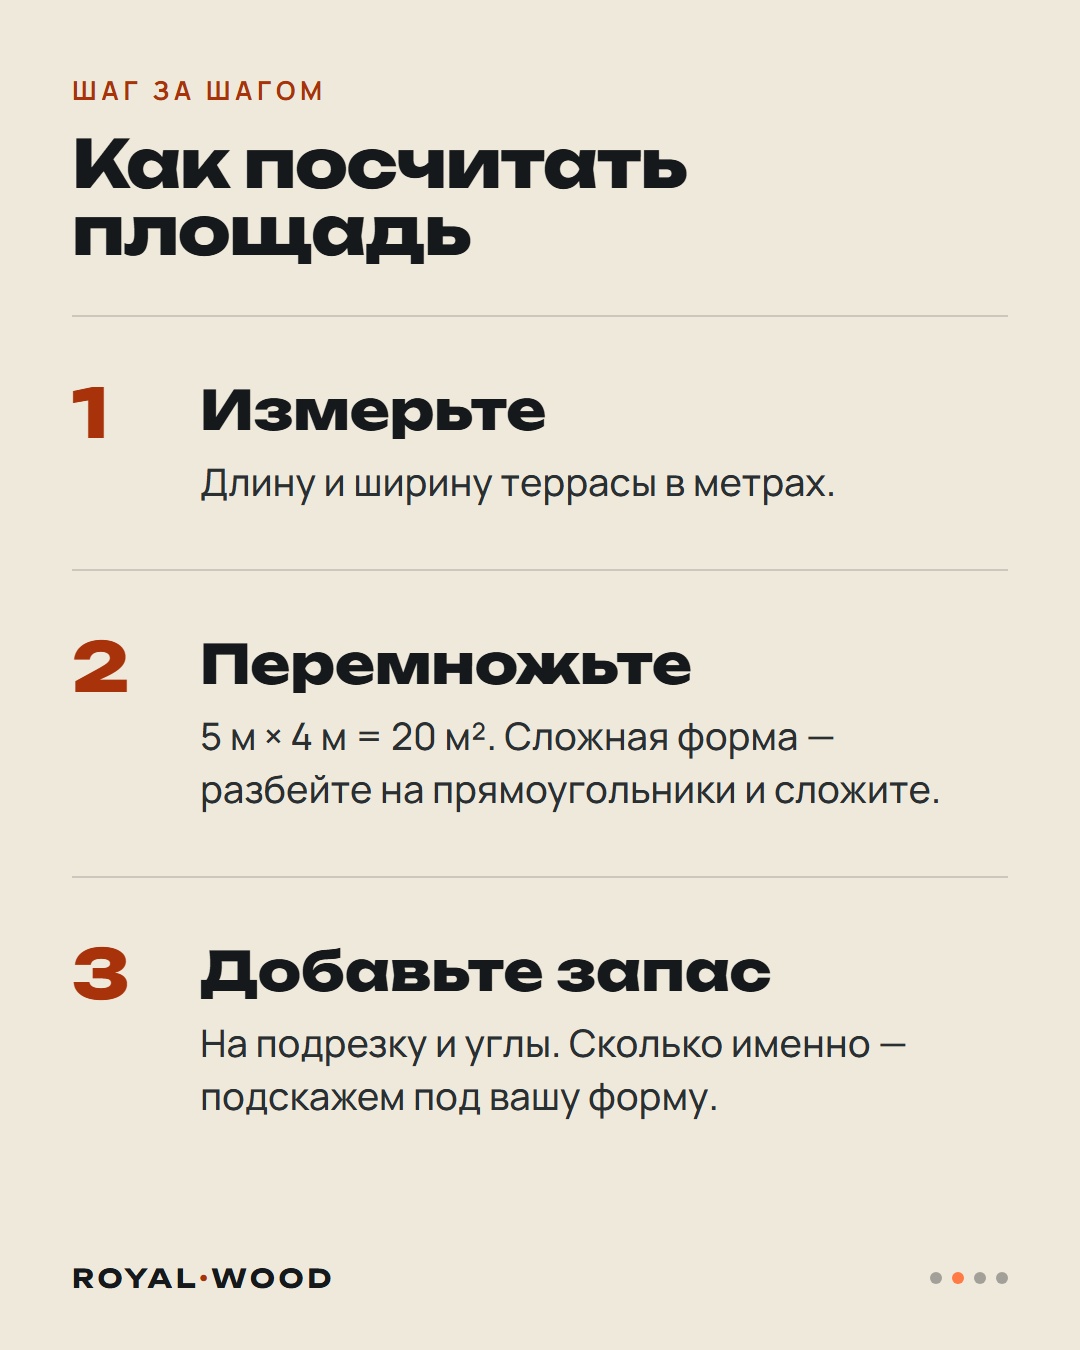 ШАГ ЗА ШАГОМ
Как посчитать
площадь
1
Измерьте
Длину и ширину террасы в метрах.
2
Перемножьте
5 м × 4 м = 20 м². Сложная форма —
разбейте на прямоугольники и сложите.
3
Добавьте запас
На подрезку и углы. Сколько именно —
подскажем под вашу форму.
ROYAL·WOOD